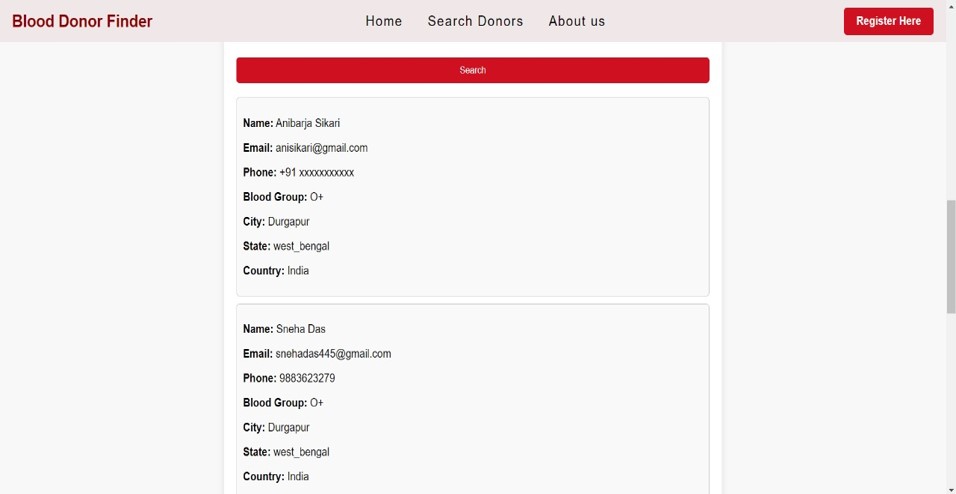 Blood Donor Finder
Home Search Donors About us
Register Here
Search
Name: Anibarja Sikari
Email: anisikari@gmail.com
Phone: +91 xxxxxxxxxxx
Blood Group: O+
City: Durgapur
State: west_bengal
Country: India
Name: Sneha Das
Email: snehadas445@gmail.com
Phone: 9883623279
Blood Group: O+
City: Durgapur
State: west_bengal
Country: India